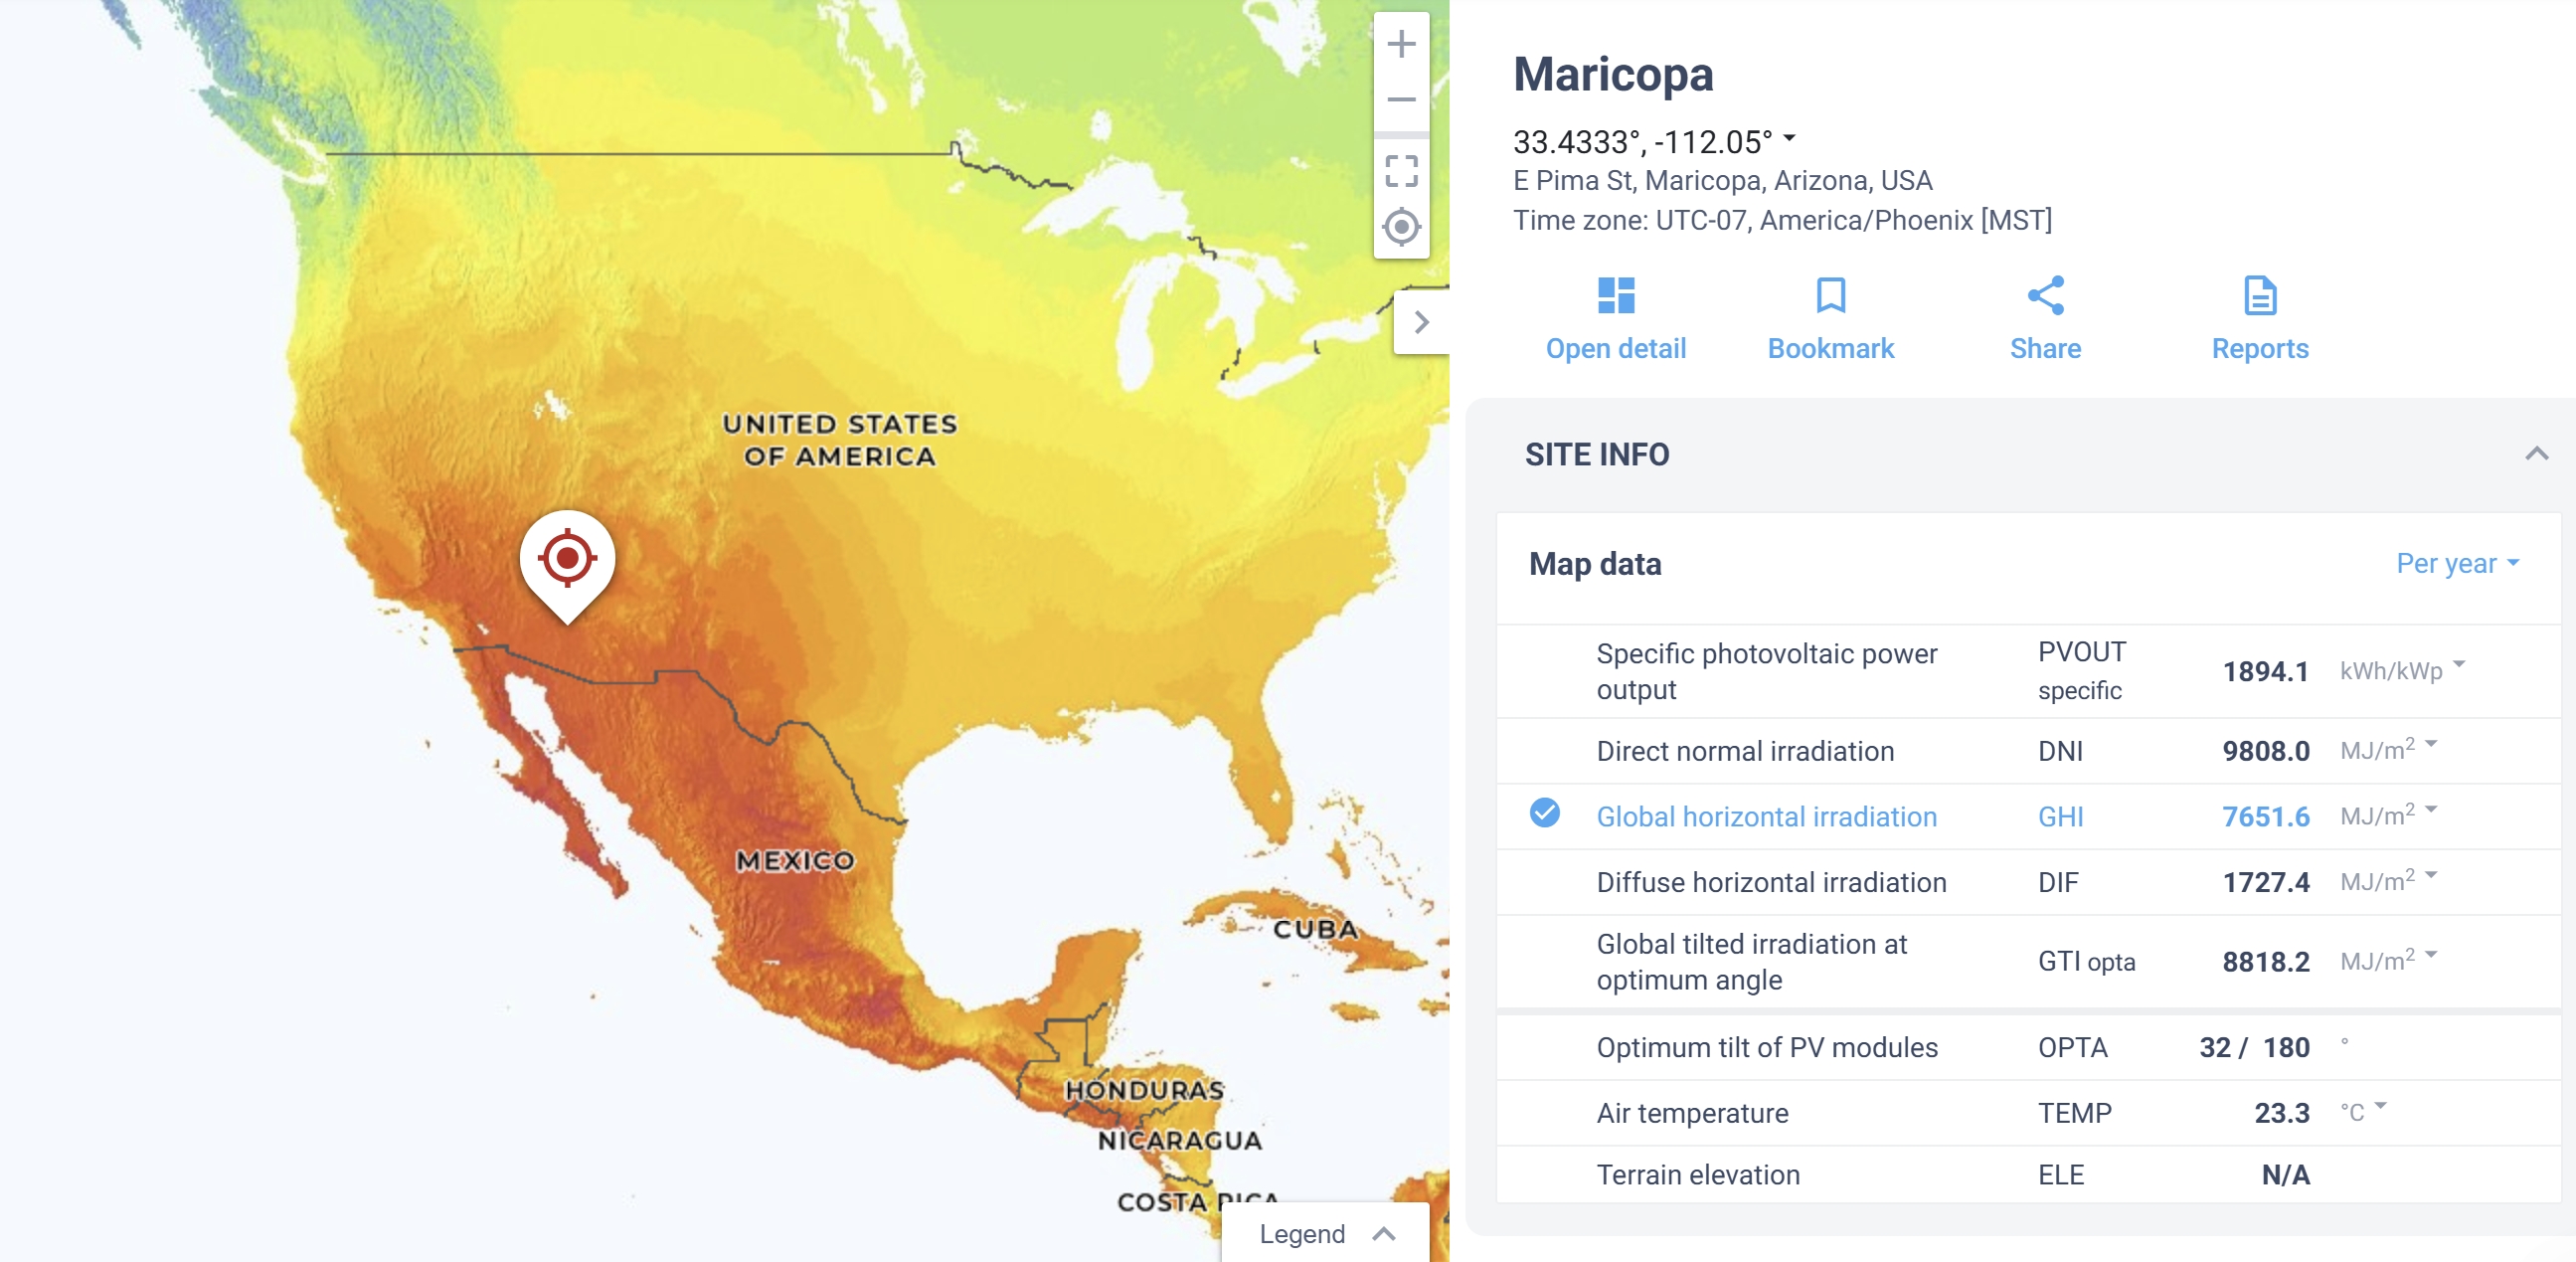 UNITED STATES
OF AMERICA
MEXICO
CUBA
HONDURAS
NICARAGUA
COSTA RICA
Legend
Maricopa
33.4333°, -112.05°
E Pima St, Maricopa, Arizona, USA
Time zone: UTC-07, America/Phoenix [MST]
Open detail Bookmark Share Reports
SITE INFO
Map data Per year
Specific photovoltaic power output PVOUT specific 1894.1 kWh/kWp
Direct normal irradiation DNI 9808.0 MJ/m²
Global horizontal irradiation GHI 7651.6 MJ/m²
Diffuse horizontal irradiation DIF 1727.4 MJ/m²
Global tilted irradiation at optimum angle GTI opta 8818.2 MJ/m²
Optimum tilt of PV modules OPTA 32 / 180 °
Air temperature TEMP 23.3 °C
Terrain elevation ELE N/A